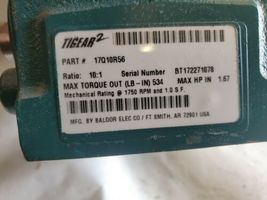 TIGEAR 2
PART # 17Q10R56
Ratio: 10:1 Serial Number BT172271078
MAX TORQUE OUT (LB - IN) 534 MAX HP IN 1.67
Mechanical Rating @ 1750 RPM and 1.0 S.F.
MFG. BY BALDOR ELEC CO / FT SMITH, AR 72901 USA